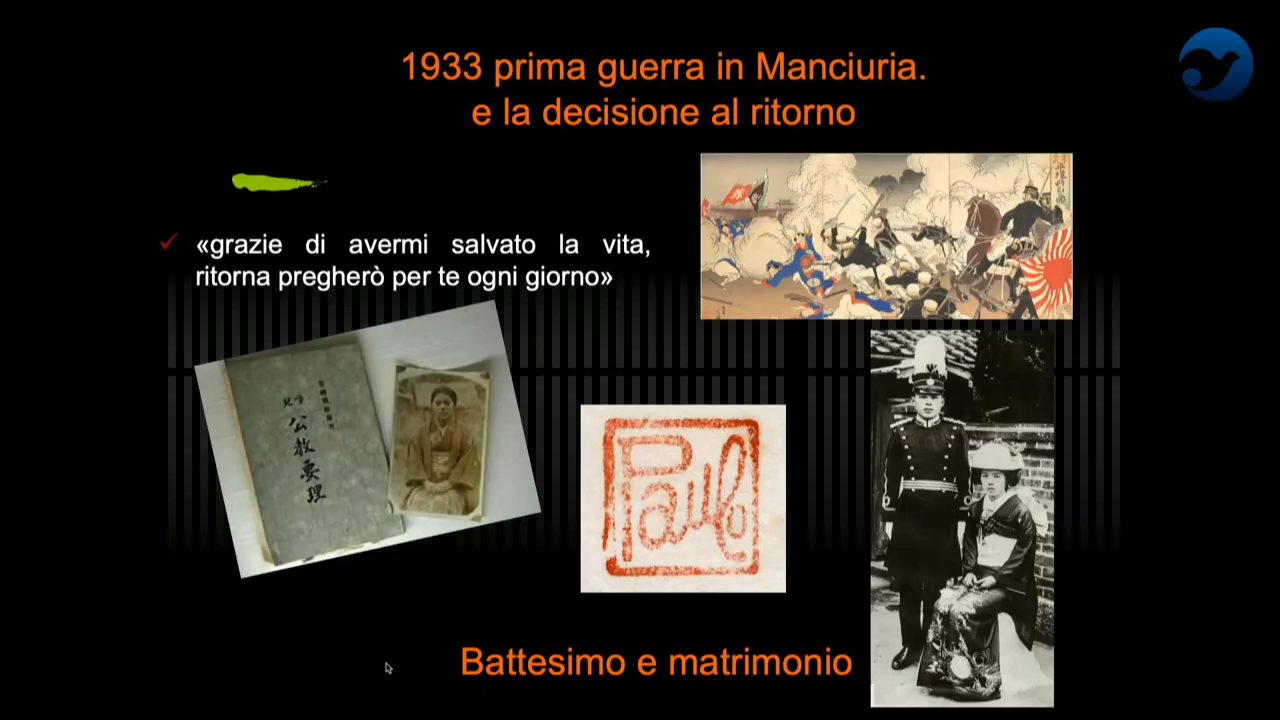 1933 prima guerra in Manciuria.
e la decisione al ritorno
«grazie di avermi salvato la vita,
ritorna pregherò per te ogni giorno»
公教要理
Paulo
Battesimo e matrimonio